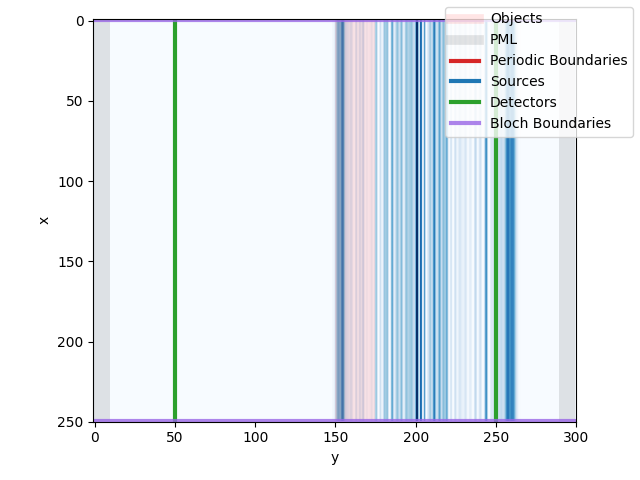 Objects
PML
Periodic Boundaries
Sources
Detectors
Bloch Boundaries
0
50
100
150
200
250
x
0
50
100
150
200
250
300
y